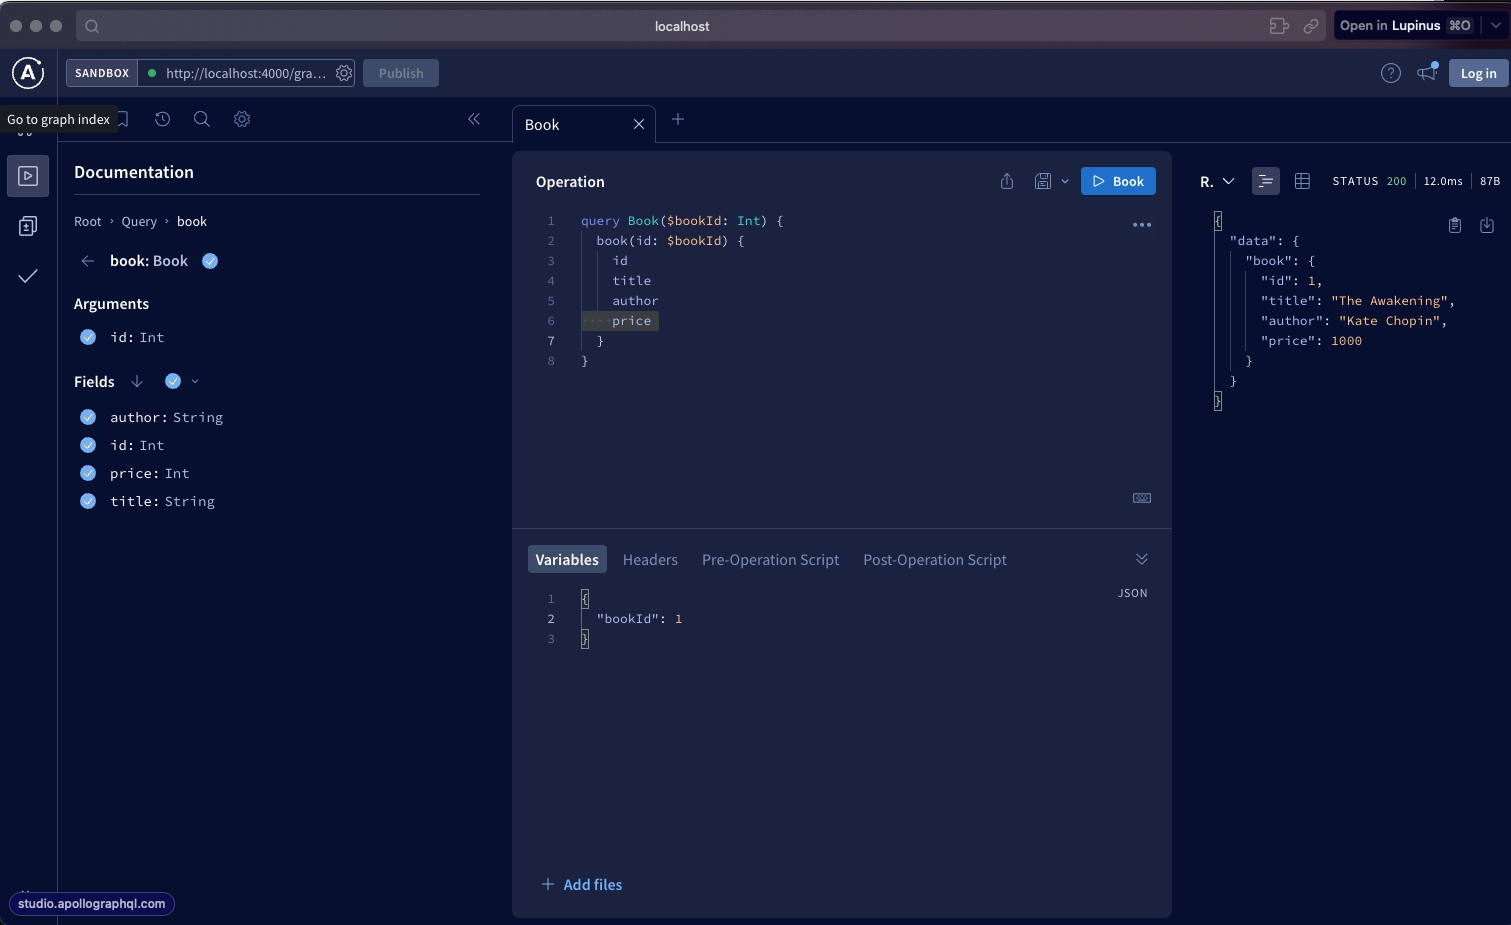 localhost
Open in Lupinus ⌘O
SANDBOX
http://localhost:4000/gra...
Publish
Log in
Go to graph index
Book
Documentation
Root › Query › book
book: Book
Arguments
id: Int
Fields
author: String
id: Int
price: Int
title: String
Operation
Book
1 query Book($bookId: Int) {
2 book(id: $bookId) {
3 id
4 title
5 author
6 ····price
7 }
8 }
Variables
Headers
Pre-Operation Script
Post-Operation Script
JSON
1 {
2 "bookId": 1
3 }
Add files
R.
STATUS 200
12.0ms
87B
{
"data": {
"book": {
"id": 1,
"title": "The Awakening",
"author": "Kate Chopin",
"price": 1000
}
}
}
studio.apollographql.com